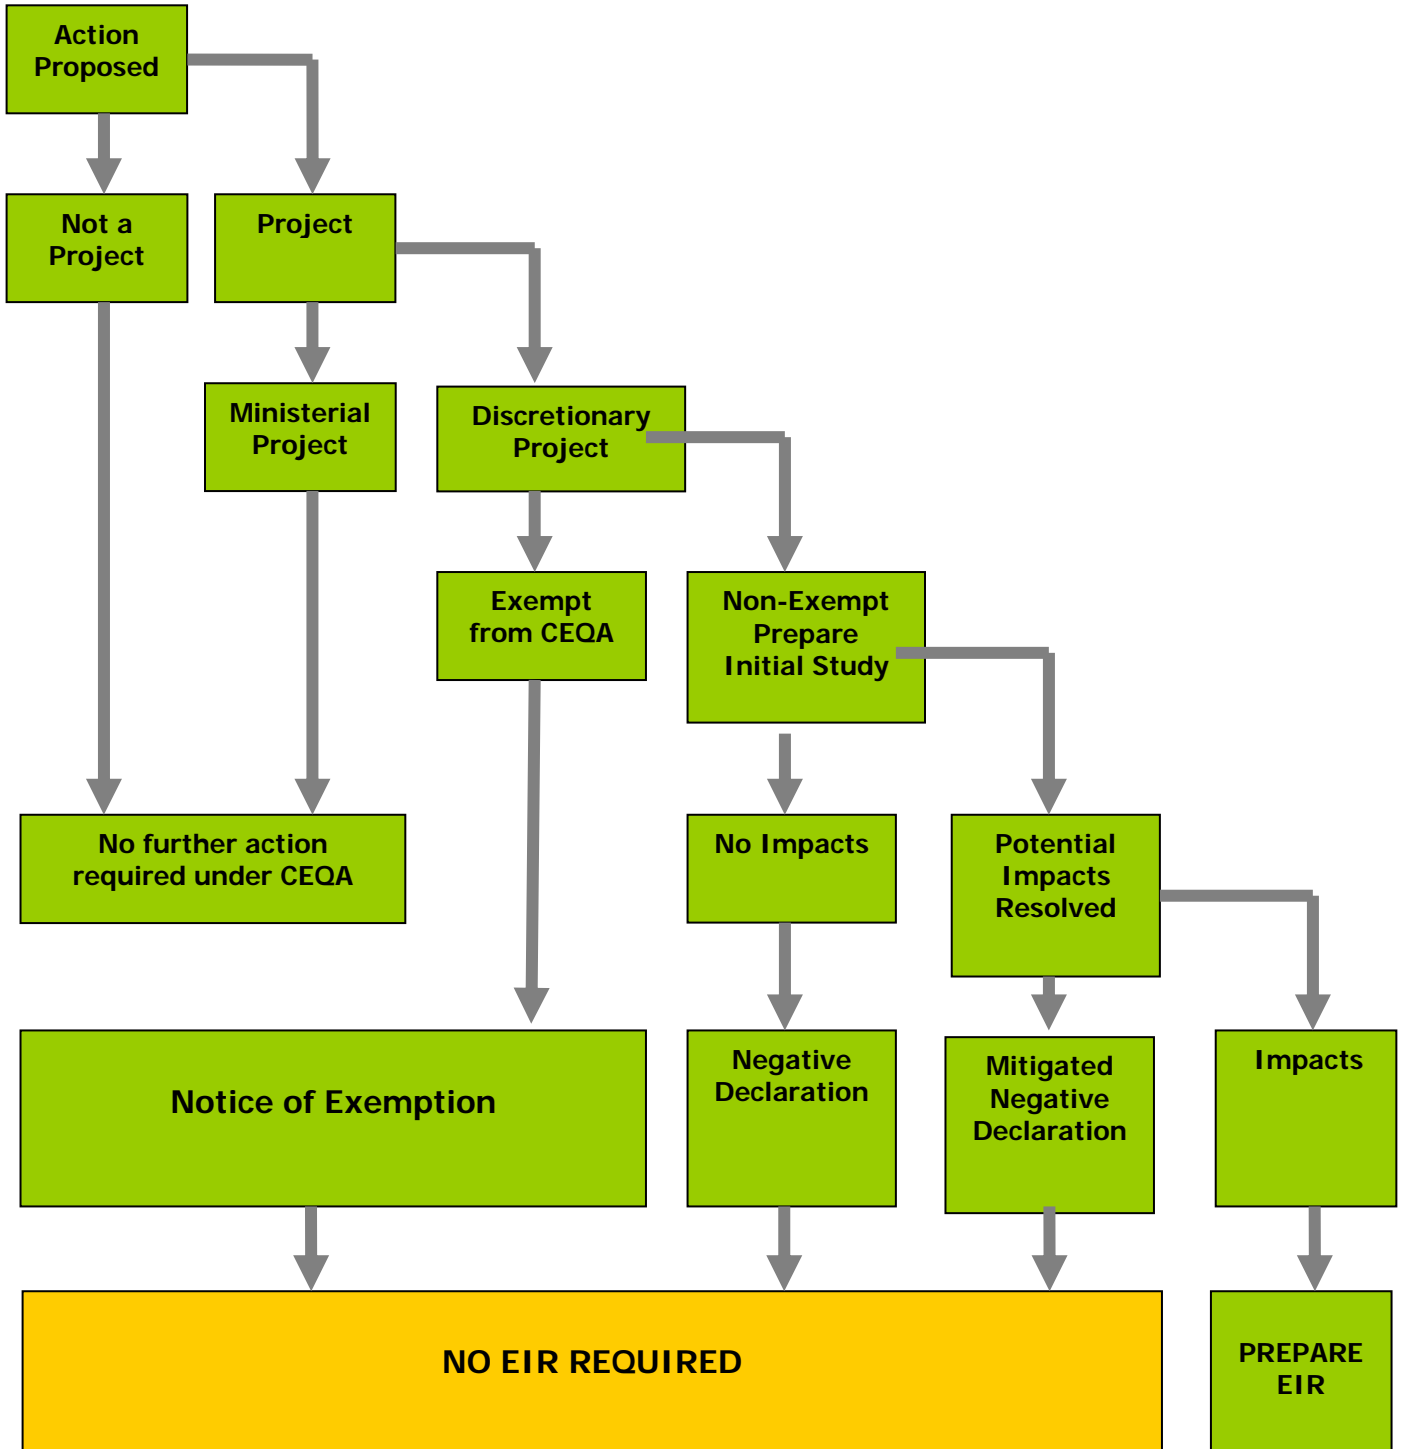 Action
Proposed
Not a
Project
Project
Ministerial
Project
Discretionary
Project
Exempt
from CEQA
Non-Exempt
Prepare
Initial Study
No further action
required under CEQA
No Impacts
Potential
Impacts
Resolved
Notice of Exemption
Negative
Declaration
Mitigated
Negative
Declaration
Impacts
NO EIR REQUIRED
PREPARE
EIR